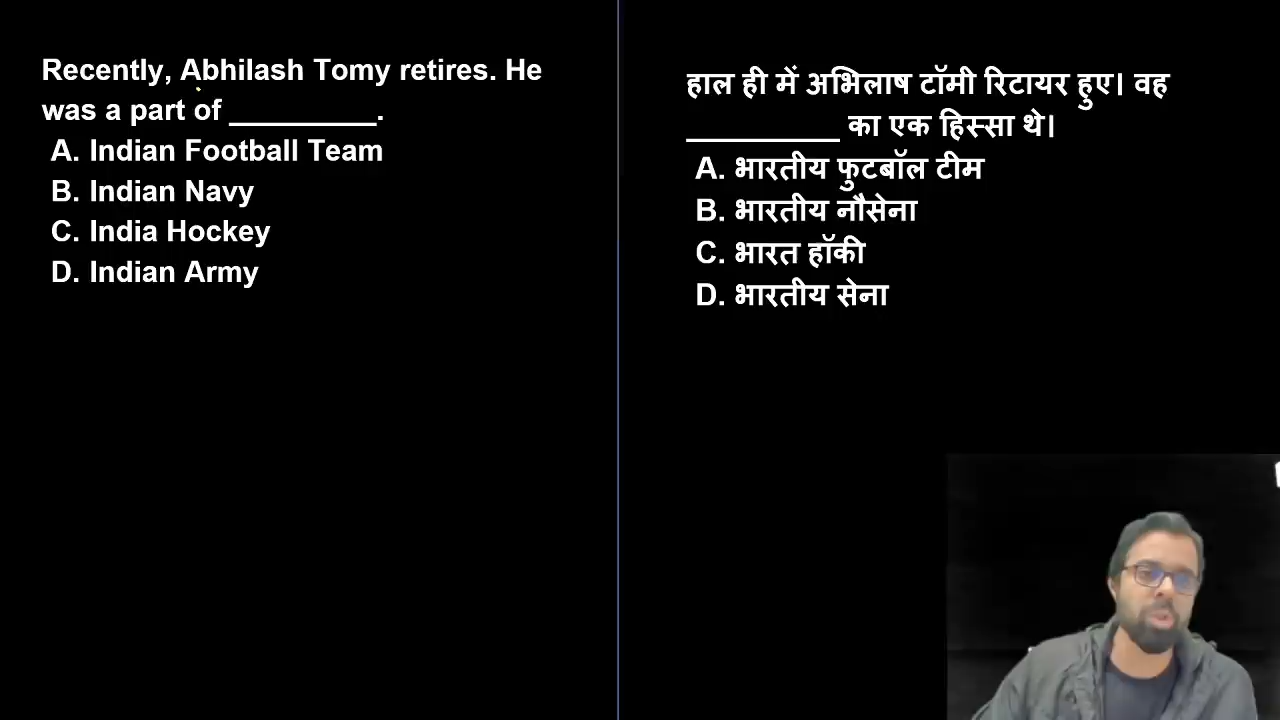 Recently, Abhilash Tomy retires. He
was a part of _________.
A. Indian Football Team
B. Indian Navy
C. India Hockey
D. Indian Army
हाल ही में अभिलाष टॉमी रिटायर हुए। वह
_________ का एक हिस्सा थे।
A. भारतीय फुटबॉल टीम
B. भारतीय नौसेना
C. भारत हॉकी
D. भारतीय सेना